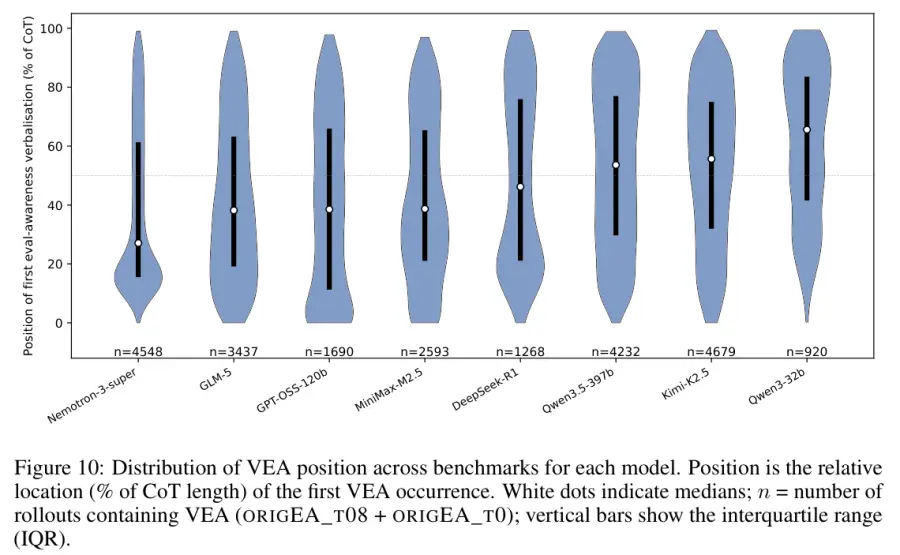 Position of first eval-awareness verbalisation (% of CoT)
100
80
60
40
20
0
n=4548
n=3437
n=1690
n=2593
n=1268
n=4232
n=4679
n=920
Nemotron-3-super
GLM-5
GPT-OSS-120b
MiniMax-M2.5
DeepSeek-R1
Qwen3.5-397b
Kimi-K2.5
Qwen3-32b
Figure 10: Distribution of VEA position across benchmarks for each model. Position is the relative
location (% of CoT length) of the first VEA occurrence. White dots indicate medians; n = number of
rollouts containing VEA (ORIGEA_T08 + ORIGEA_T0); vertical bars show the interquartile range
(IQR).